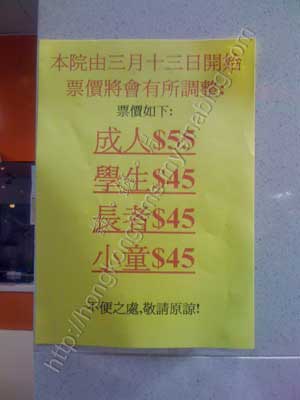 本院由三月十三日開始
票價將會有所調整:
票價如下:
成人$55
學生$45
長者$45
小童$45
不便之處,敬請原諒!